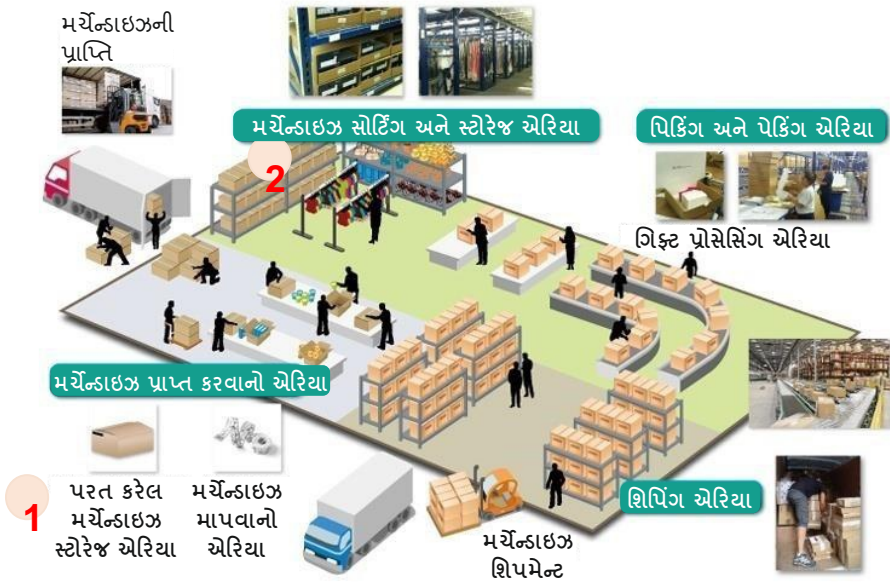 મર્ચેન્ડાઇઝની
પ્રાપ્તિ
મર્ચેન્ડાઇઝ સોર્ટિંગ અને સ્ટોરેજ એરિયા
પિકિંગ અને પેકિંગ એરિયા
2
ગિફ્ટ પ્રોસેસિંગ એરિયા
મર્ચેન્ડાઇઝ પ્રાપ્ત કરવાનો એરિયા
1
પરત કરેલ
મર્ચેન્ડાઇઝ
સ્ટોરેજ એરિયા
મર્ચેન્ડાઇઝ
માપવાનો
એરિયા
શિપિંગ એરિયા
મર્ચેન્ડાઇઝ
શિપમેન્ટ